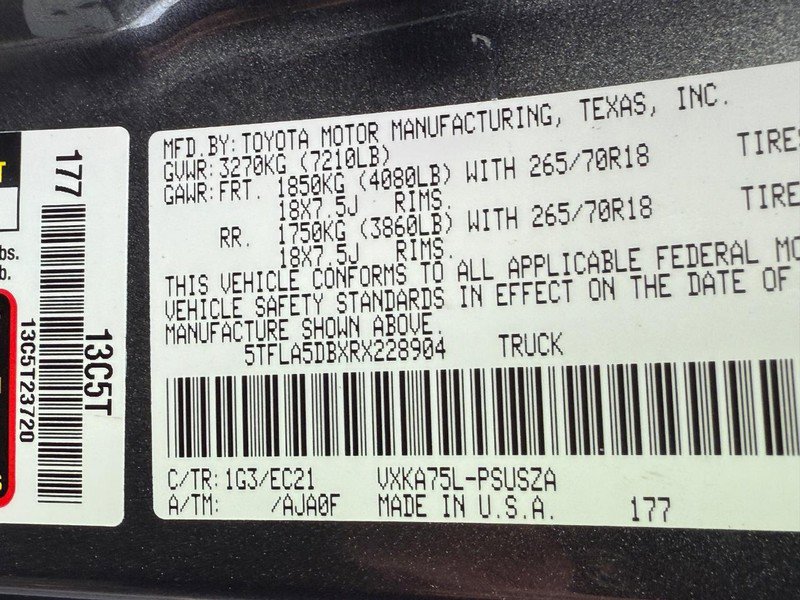 MFD.BY: TOYOTA MOTOR MANUFACTURING, TEXAS, INC.
GVWR: 3270KG (7210LB)
GAWR: FRT. 1850KG (4080LB) WITH 265/70R18 TIRES
18X7.5J RIMS.
RR. 1750KG (3860LB) WITH 265/70R18 TIRE
18X7.5J RIMS.
THIS VEHICLE CONFORMS TO ALL APPLICABLE FEDERAL MO
VEHICLE SAFETY STANDARDS IN EFFECT ON THE DATE OF
MANUFACTURE SHOWN ABOVE.
5TFLA5DBXRX228904 TRUCK
C/TR: 1G3/EC21 VXKA75L-PSUSZA
A/TM: /AJA0F MADE IN U.S.A. 177
177
13C5T
13C5T23720
bs.
b.